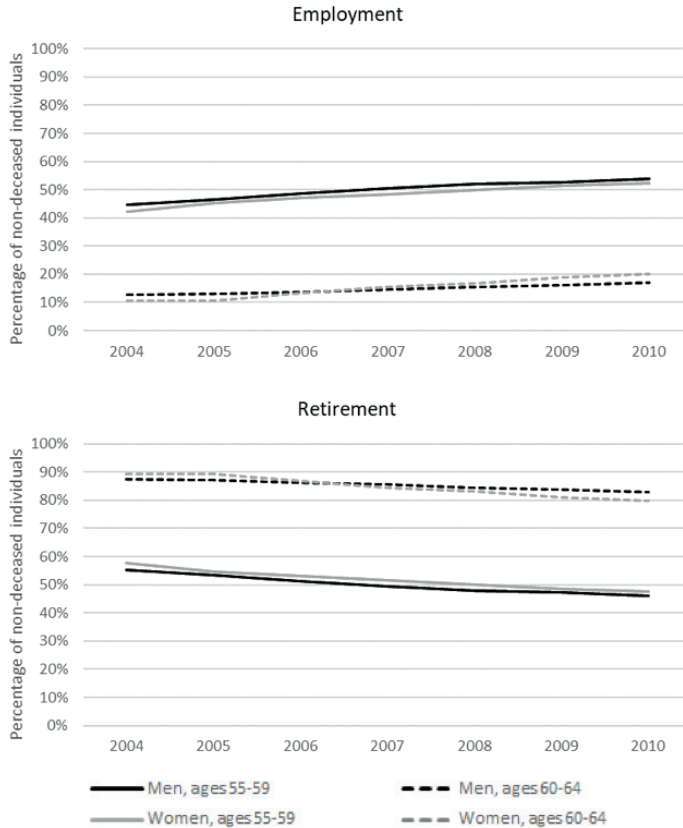 Employment
Percentage of non-deceased individuals
100%
90%
80%
70%
60%
50%
40%
30%
20%
10%
0%
2004 2005 2006 2007 2008 2009 2010
Retirement
Percentage of non-deceased individuals
100%
90%
80%
70%
60%
50%
40%
30%
20%
10%
0%
2004 2005 2006 2007 2008 2009 2010
Men, ages 55-59 Men, ages 60-64
Women, ages 55-59 Women, ages 60-64